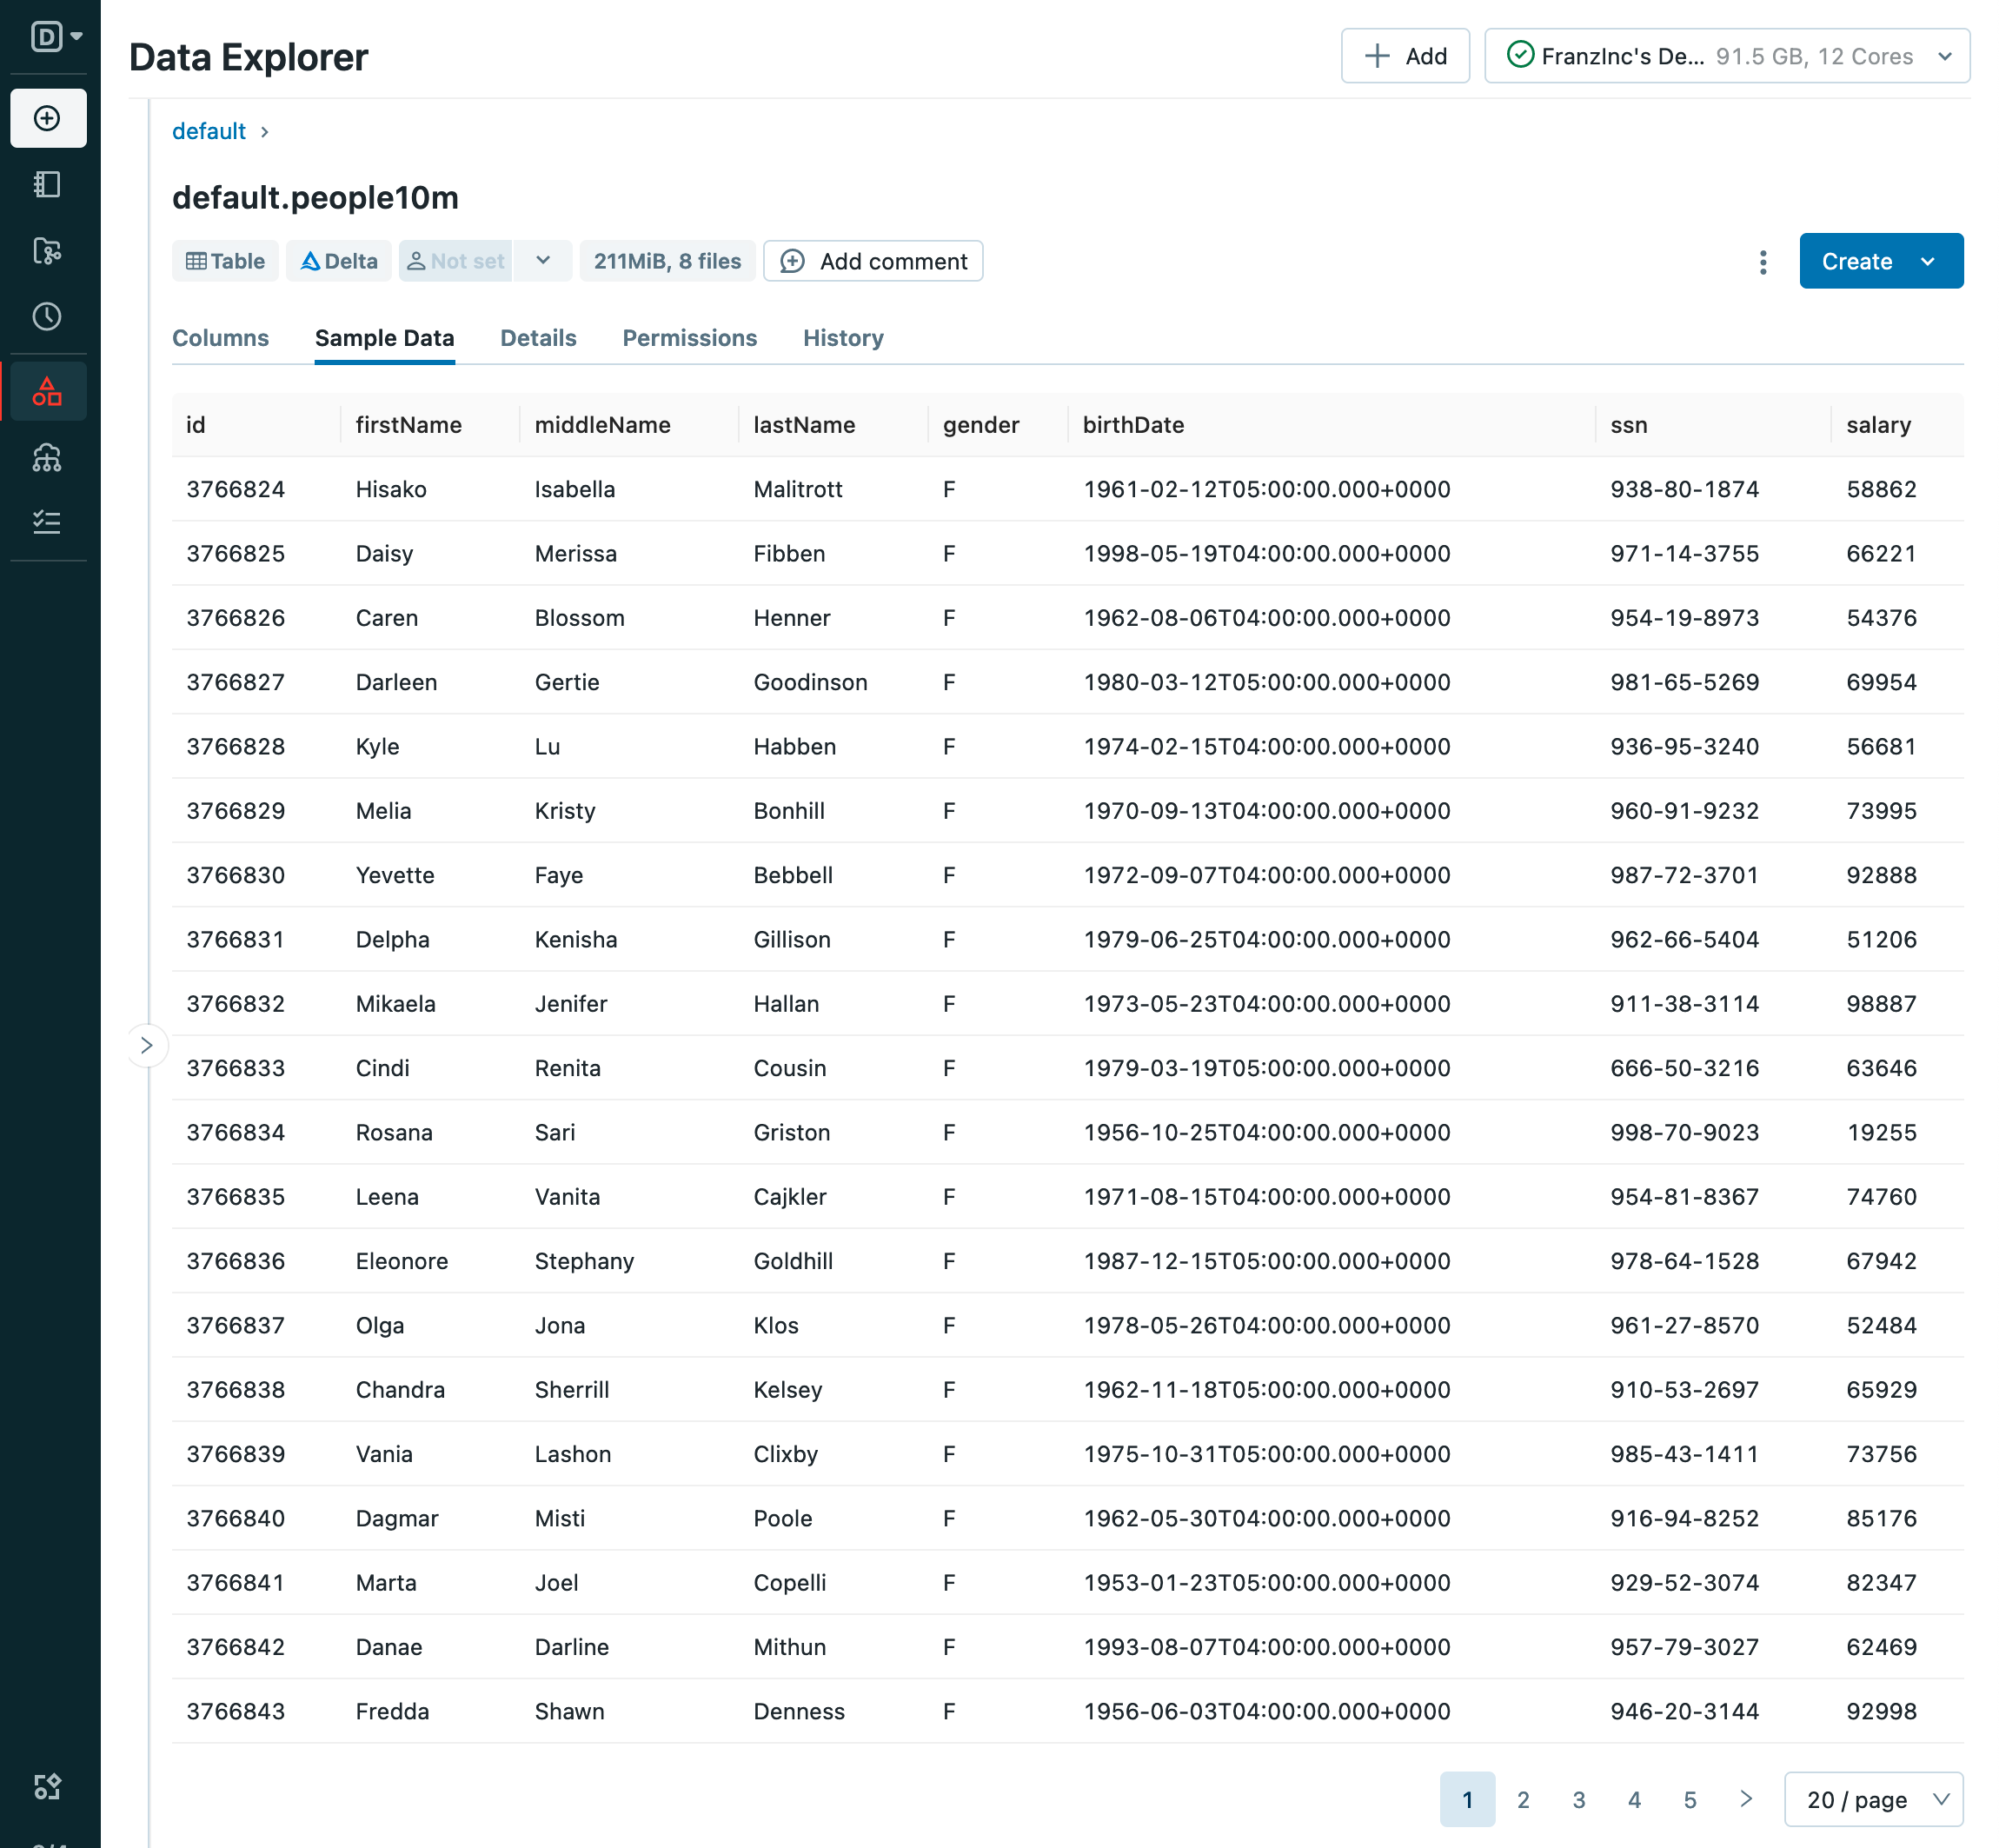 D
Data Explorer
Add
FranzInc's De... 91.5 GB, 12 Cores
default >
default.people10m
Table Delta Not set 211MiB, 8 files Add comment
Create
Columns Sample Data Details Permissions History
id firstName middleName lastName gender birthDate ssn salary
3766824 Hisako Isabella Malitrott F 1961-02-12T05:00:00.000+0000 938-80-1874 58862
3766825 Daisy Merissa Fibben F 1998-05-19T04:00:00.000+0000 971-14-3755 66221
3766826 Caren Blossom Henner F 1962-08-06T04:00:00.000+0000 954-19-8973 54376
3766827 Darleen Gertie Goodinson F 1980-03-12T05:00:00.000+0000 981-65-5269 69954
3766828 Kyle Lu Habben F 1974-02-15T04:00:00.000+0000 936-95-3240 56681
3766829 Melia Kristy Bonhill F 1970-09-13T04:00:00.000+0000 960-91-9232 73995
3766830 Yevette Faye Bebbell F 1972-09-07T04:00:00.000+0000 987-72-3701 92888
3766831 Delpha Kenisha Gillison F 1979-06-25T04:00:00.000+0000 962-66-5404 51206
3766832 Mikaela Jenifer Hallan F 1973-05-23T04:00:00.000+0000 911-38-3114 98887
3766833 Cindi Renita Cousin F 1979-03-19T05:00:00.000+0000 666-50-3216 63646
3766834 Rosana Sari Griston F 1956-10-25T04:00:00.000+0000 998-70-9023 19255
3766835 Leena Vanita Cajkler F 1971-08-15T04:00:00.000+0000 954-81-8367 74760
3766836 Eleonore Stephany Goldhill F 1987-12-15T05:00:00.000+0000 978-64-1528 67942
3766837 Olga Jona Klos F 1978-05-26T04:00:00.000+0000 961-27-8570 52484
3766838 Chandra Sherrill Kelsey F 1962-11-18T05:00:00.000+0000 910-53-2697 65929
3766839 Vania Lashon Clixby F 1975-10-31T05:00:00.000+0000 985-43-1411 73756
3766840 Dagmar Misti Poole F 1962-05-30T04:00:00.000+0000 916-94-8252 85176
3766841 Marta Joel Copelli F 1953-01-23T05:00:00.000+0000 929-52-3074 82347
3766842 Danae Darline Mithun F 1993-08-07T04:00:00.000+0000 957-79-3027 62469
3766843 Fredda Shawn Denness F 1956-06-03T04:00:00.000+0000 946-20-3144 92998
1 2 3 4 5 > 20 / page